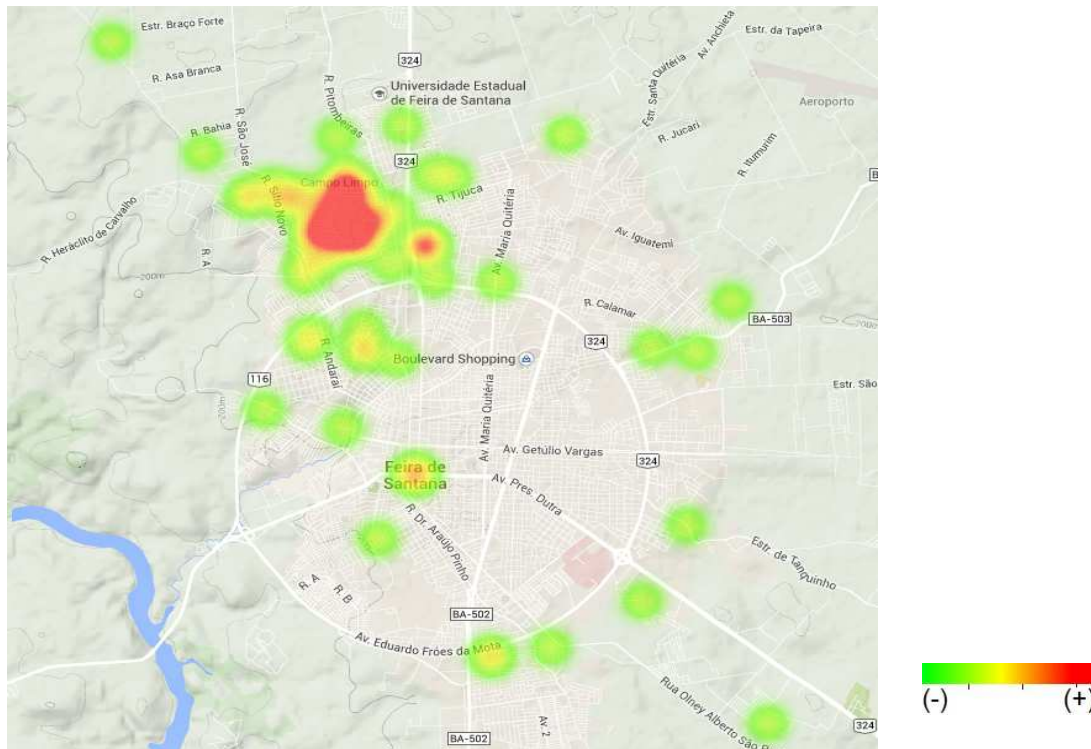 Estr. Braço Forte
Estr. da Tapeira
Av. Anchieta
324
R. Asa Branca
R. Pitombeiras
Universidade Estadual
de Feira de Santana
Estr. Santa Quitéria
Aeroporto
R. Bahia
R. São José
R. Jucari
R. Itumurim
324
B
Campo Limpo
R. Sítio Novo
R. Tijuca
Av. Maria Quitéria
R. Heráclito de Carvalho
R. A
Av. Iguatemi
200m
R. Calamar
BA-503
200m
324
R. Andaraí
Boulevard Shopping
116
Estr. São
200m
Av. Maria Quitéria
Av. Getúlio Vargas
324
Feira de
Santana
Av. Pres. Dutra
R. Dr. Araújo Pinho
Estr. de Tanquinho
R. A
R. B
BA-502
Av. Eduardo Fróes da Mota
Rua Olney Alberto São
Av. 2
324
BA-502
(-) (+)